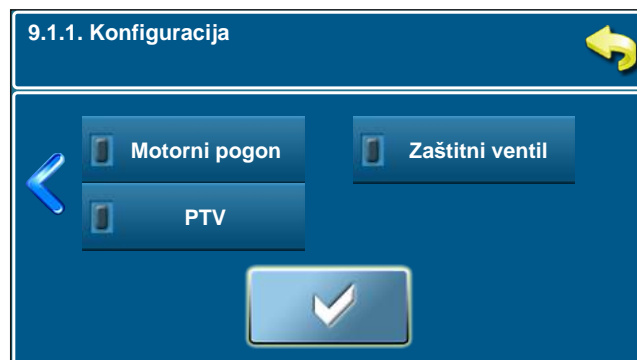 9.1.1. Konfiguracija
Motorni pogon
Zaštitni ventil
PTV